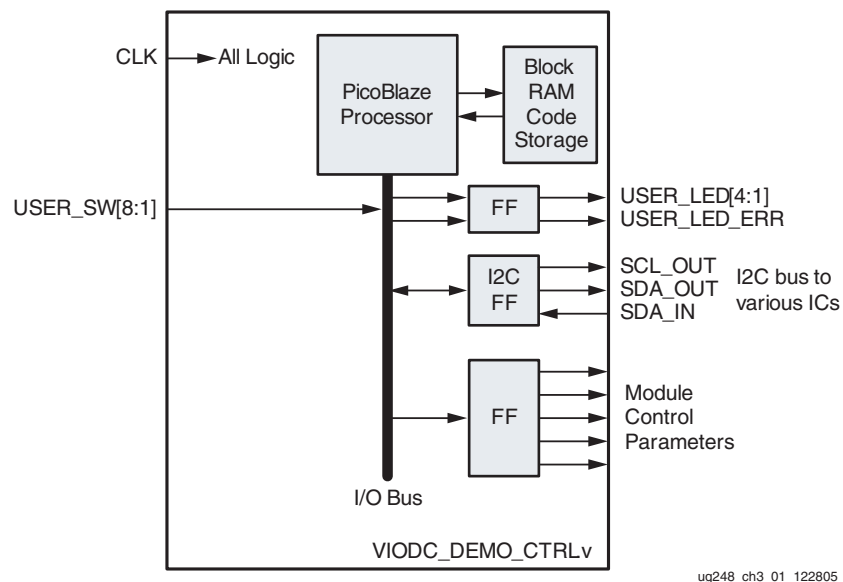 CLK
All Logic
PicoBlaze
Processor
Block
RAM
Code
Storage
USER_SW[8:1]
FF
USER_LED[4:1]
USER_LED_ERR
I2C
FF
SCL_OUT
SDA_OUT
SDA_IN
I2C bus to
various ICs
FF
Module
Control
Parameters
I/O Bus
VIODC_DEMO_CTRLv
ug248_ch3_01_122805